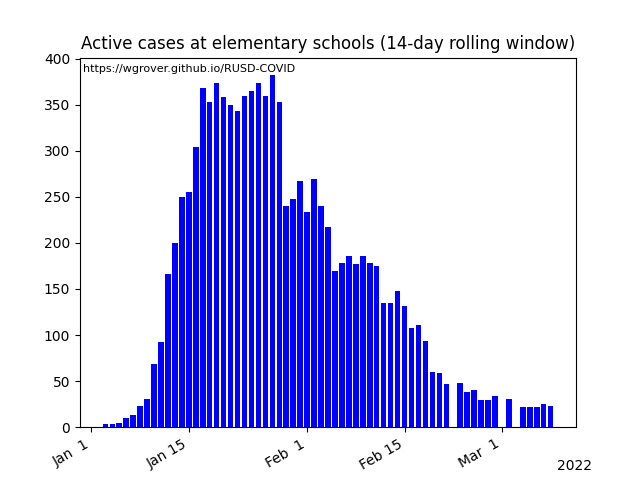 Active cases at elementary schools (14-day rolling window)
https://wgrover.github.io/RUSD-COVID
400
350
300
250
200
150
100
50
0
Jan 1
Jan 15
Feb 1
Feb 15
Mar 1
2022